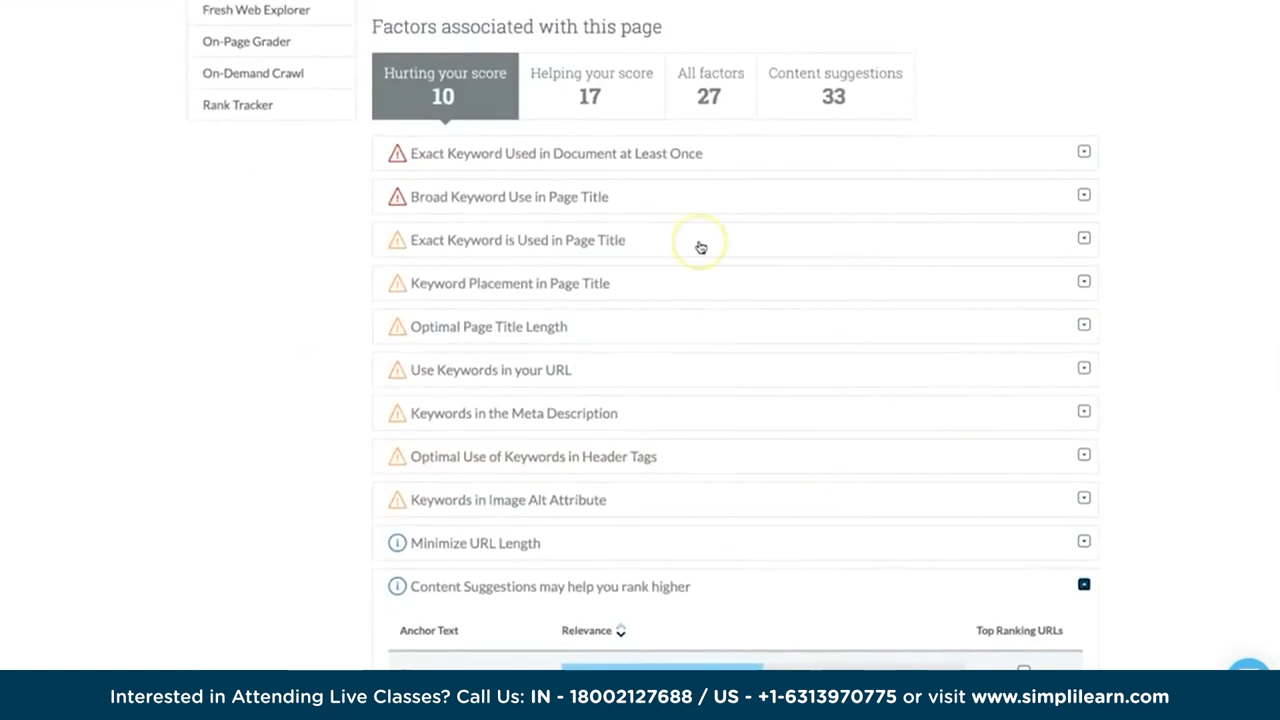 Fresh Web Explorer
On-Page Grader
On-Demand Crawl
Rank Tracker
Factors associated with this page
Hurting your score
10
Helping your score
17
All factors
27
Content suggestions
33
Exact Keyword Used in Document at Least Once
Broad Keyword Use in Page Title
Exact Keyword is Used in Page Title
Keyword Placement in Page Title
Optimal Page Title Length
Use Keywords in your URL
Keywords in the Meta Description
Optimal Use of Keywords in Header Tags
Keywords in Image Alt Attribute
Minimize URL Length
Content Suggestions may help you rank higher
Anchor Text Relevance Top Ranking URLs
Interested in Attending Live Classes? Call Us: IN - 18002127688 / US - +1-6313970775 or visit www.simplilearn.com